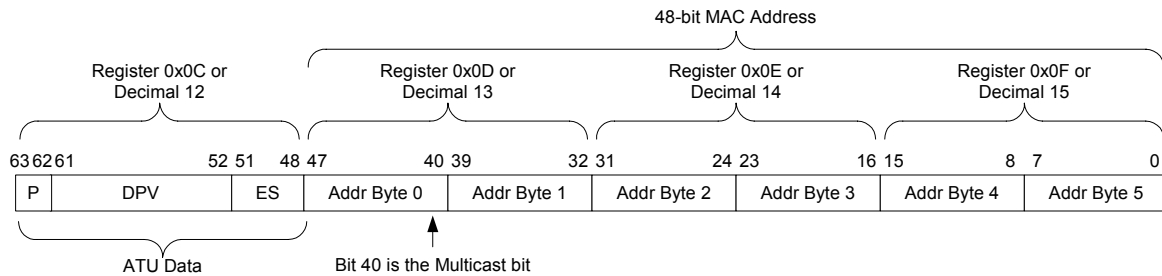 48-bit MAC Address
Register 0x0C or
Decimal 12
Register 0x0D or
Decimal 13
Register 0x0E or
Decimal 14
Register 0x0F or
Decimal 15
63 62 61 52 51 48 47 40 39 32 31 24 23 16 15 8 7 0
P DPV ES Addr Byte 0 Addr Byte 1 Addr Byte 2 Addr Byte 3 Addr Byte 4 Addr Byte 5
ATU Data
Bit 40 is the Multicast bit